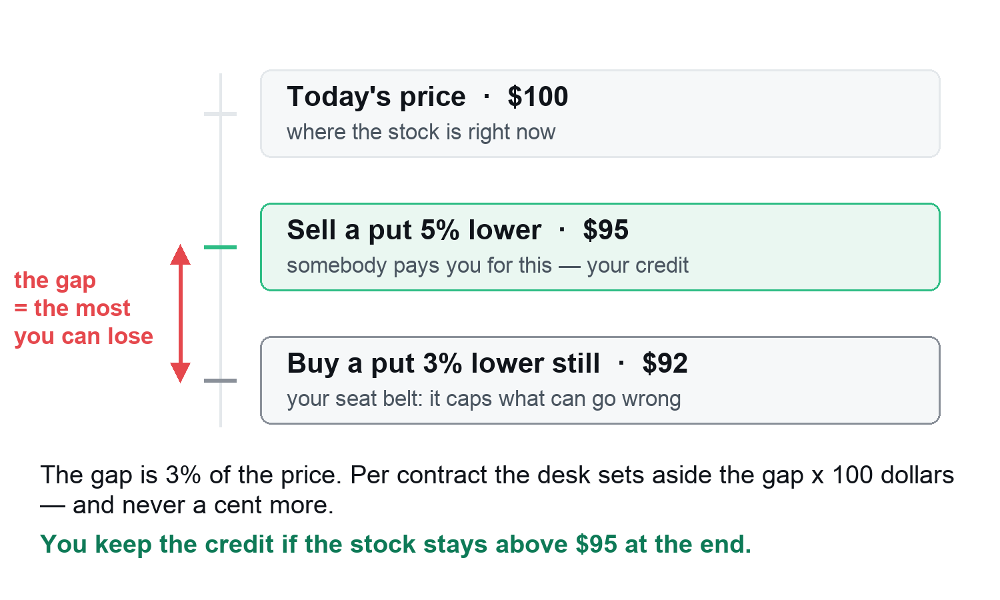 Today's price · $100
where the stock is right now
Sell a put 5% lower · $95
somebody pays you for this — your credit
the gap
= the most
you can lose
Buy a put 3% lower still · $92
your seat belt: it caps what can go wrong
The gap is 3% of the price. Per contract the desk sets aside the gap x 100 dollars
— and never a cent more.
You keep the credit if the stock stays above $95 at the end.